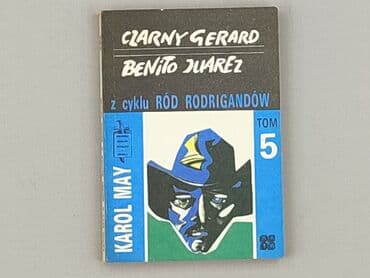 CZARNY GERARD
BENITO JUAREZ
z cyklu RÓD RODRIGANDÓW
TOM
5
KAROL MAY